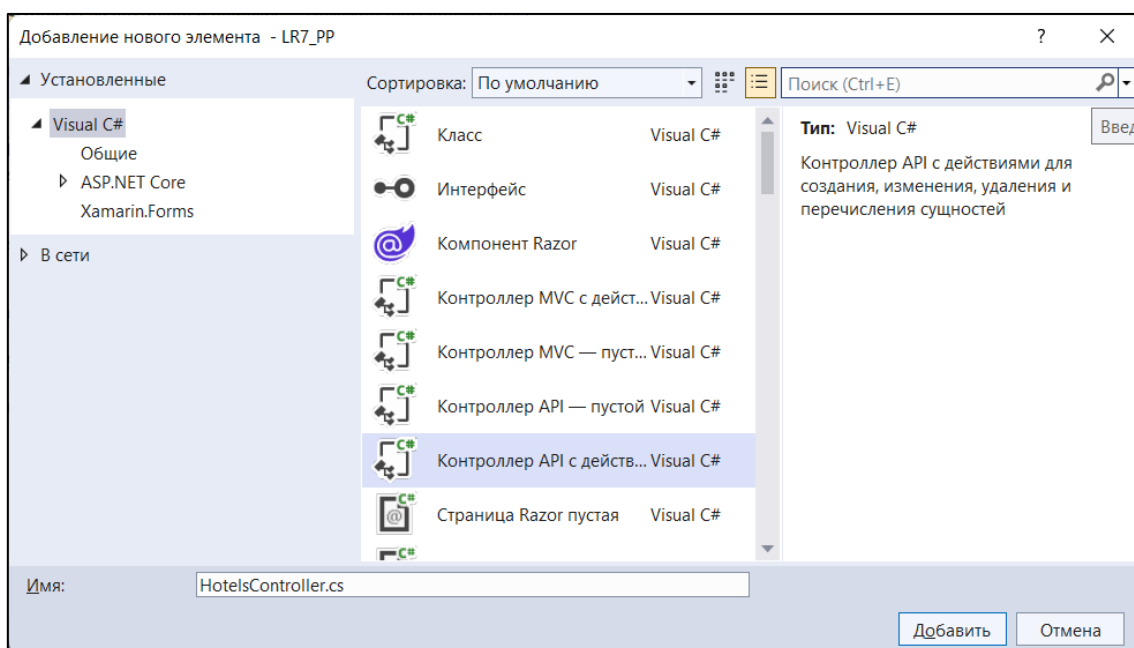 Добавление нового элемента - LR7_PP
?
Установленные
Visual C#
Общие
ASP.NET Core
Xamarin.Forms
В сети
Сортировка: По умолчанию
Поиск (Ctrl+E)
Класс Visual C#
Интерфейс Visual C#
Компонент Razor Visual C#
Контроллер MVC с дейст... Visual C#
Контроллер MVC — пуст... Visual C#
Контроллер API — пустой Visual C#
Контроллер API с действ... Visual C#
Страница Razor пустая Visual C#
C#
Тип: Visual C#
Контроллер API с действиями для
создания, изменения, удаления и
перечисления сущностей
Введ
Имя: HotelsController.cs
Добавить Отмена